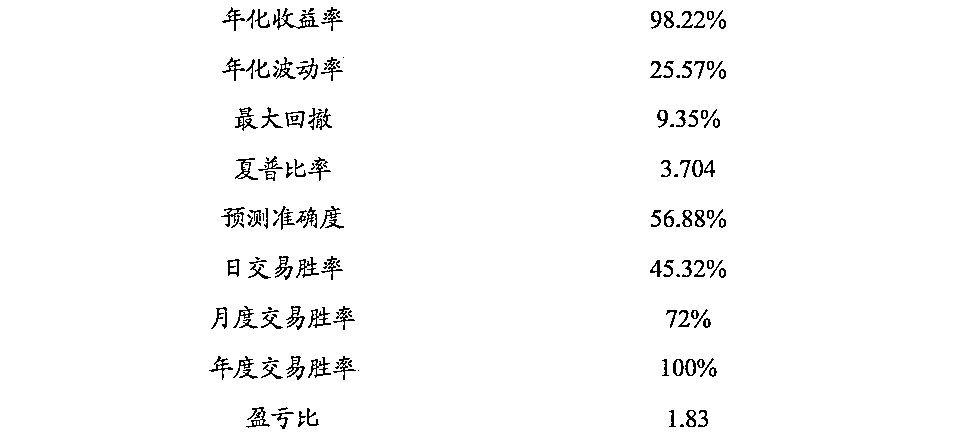 年化收益率 98.22%
年化波动率 25.57%
最大回撤 9.35%
夏普比率 3.704
预测准确度 56.88%
日交易胜率 45.32%
月度交易胜率 72%
年度交易胜率 100%
盈亏比 1.83